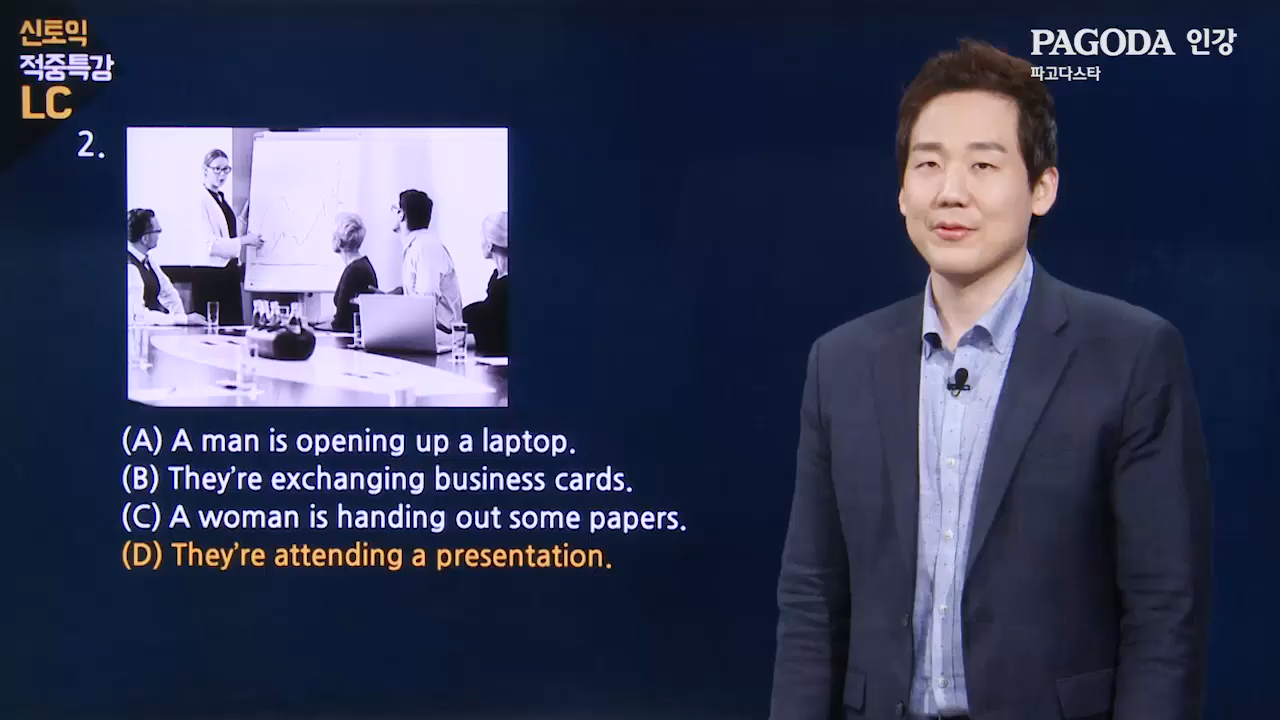 신토익
적중특강
LC
PAGODA 인강
파고다스타
2.
(A) A man is opening up a laptop.
(B) They’re exchanging business cards.
(C) A woman is handing out some papers.
(D) They’re attending a presentation.